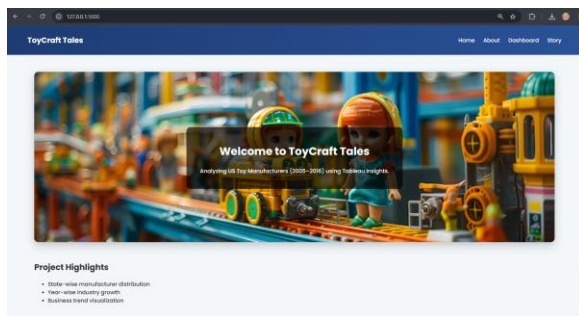 127.0.0.1:5000
ToyCraft Tales
Home About Dashboard Story
Welcome to ToyCraft Tales
Analyzing US Toy Manufacturers (2005–2016) using Tableau Insights.
Project Highlights
State-wise manufacturer distribution
Year-wise industry growth
Business trend visualization